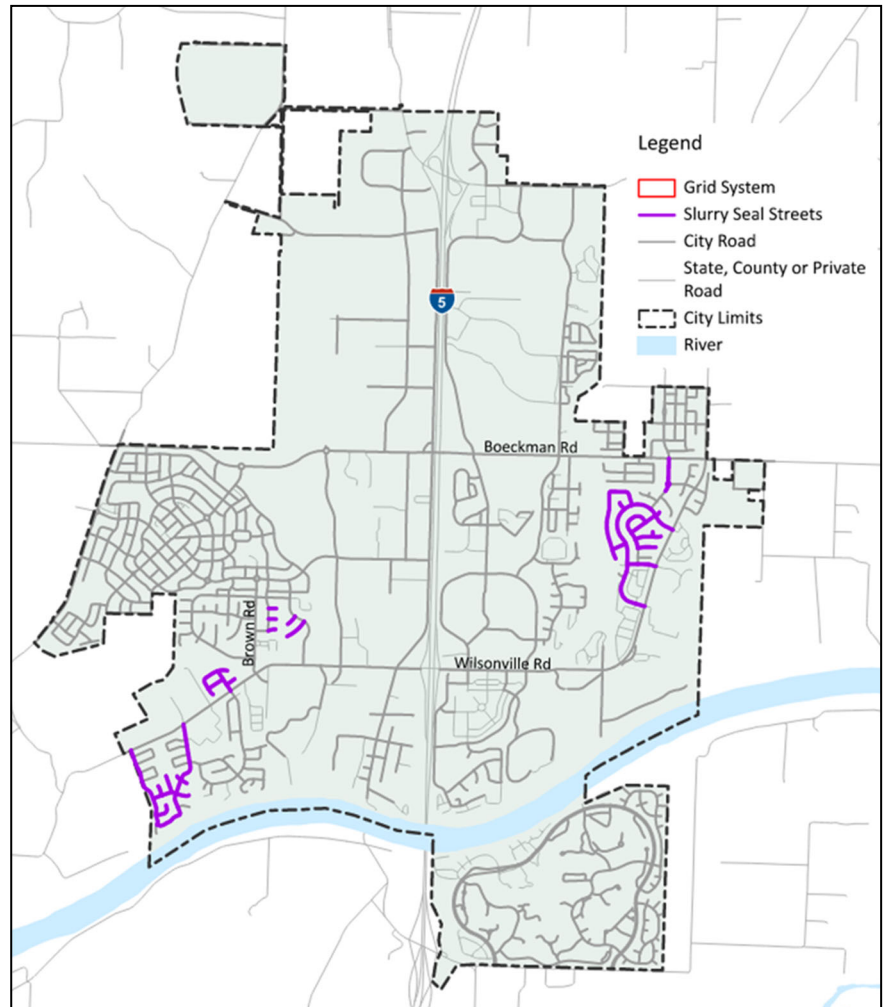 Legend
Grid System
Slurry Seal Streets
City Road
State, County or Private
Road
City Limits
River
5
Boeckman Rd
Brown Rd
Wilsonville Rd